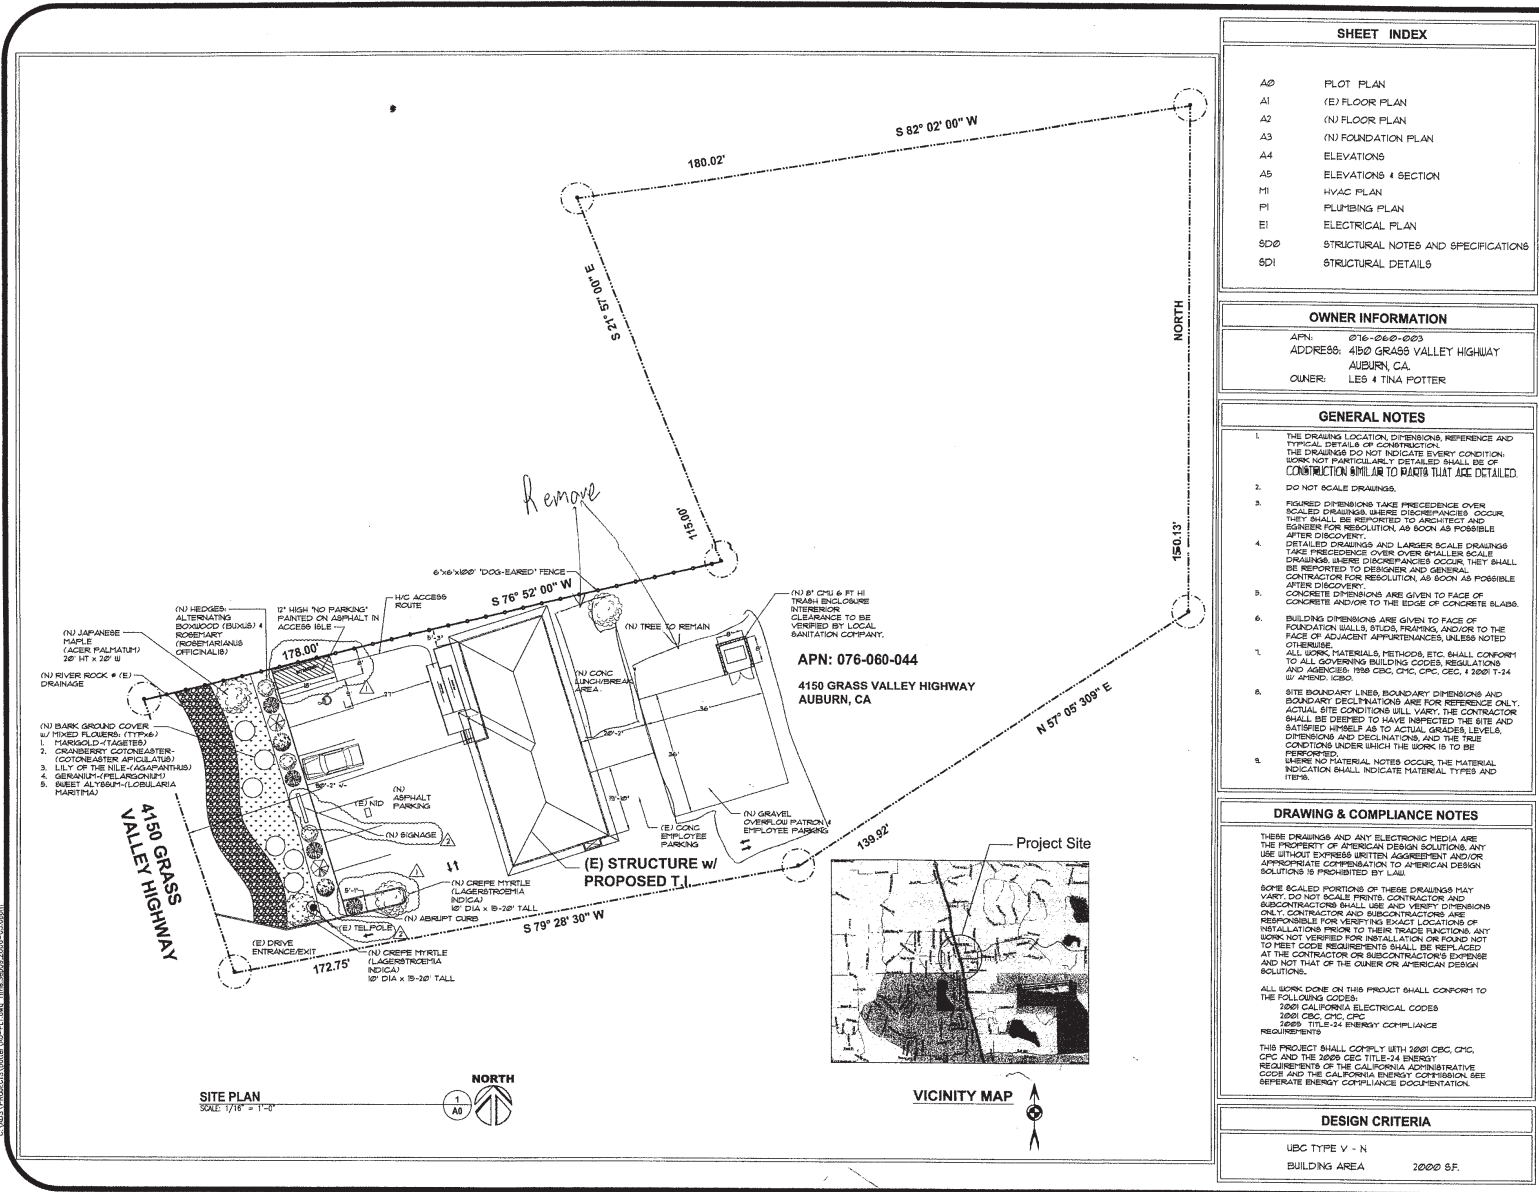 S 82° 02' 00" W
180.02'
S 21° 57' 00" E
NORTH
Remove
115.00'
150.13'
6'x6'x100' "DOG-EARED" FENCE
S 76° 52' 00" W
H/C ACCESS
ROUTE
12" HIGH "NO PARKING"
PAINTED ON ASPHALT IN
ACCESS ISLE
(N) HEDGES:
ALTERNATING
BOXWOOD (BUXUS) &
ROSEMARY
(ROSEMARIANUS
OFFICINALIS)
(N) JAPANESE
MAPLE
(ACER PALMATUM)
20' HT x 20' W
(N) RIVER ROCK @ (E)
DRAINAGE
178.00'
5'-3"
(N) TREE TO REMAIN
(N) 8" CMU 6 FT HI
TRASH ENCLOSURE
INTERERIOR
CLEARANCE TO BE
VERIFIED BY LOCAL
SANITATION COMPANY.
APN: 076-060-044
4150 GRASS VALLEY HIGHWAY
AUBURN, CA
(N) CONC
LUNCH/BREAK
AREA
36'
36'
20'-2"
19'-10"
N 57° 05' 309" E
(N) BARK GROUND COVER
W/ MIXED FLOWERS: (TYPx6)
1. MARIGOLD-(TAGETES)
2. CRANBERRY COTONEASTER-
(COTONEASTER APICULATUS)
3. LILY OF THE NILE-(AGAPANTHUS)
4. GERANIUM-(PELARGONIUM)
5. SWEET ALYSSUM-(LOBULARIA
MARITIMA)
(N)
ASPHALT
PARKING
(E) NID
(N) SIGNAGE
2
1
1
2
(E) CONC
EMPLOYEE
PARKING
(N) GRAVEL
OVERFLOW PATRON &
EMPLOYEE PARKING
139.92'
4150 GRASS
VALLEY HIGHWAY
(E) STRUCTURE w/
PROPOSED T.I.
(N) CREPE MYRTLE
(LAGERSTROEMIA
INDICA)
10' DIA x 15-20' TALL
(N) ABRUPT CURB
(E) TELPOLE
S 79° 28' 30" W
(E) DRIVE
ENTRANCE/EXIT
(N) CREPE MYRTLE
(LAGERSTROEMIA
INDICA)
10' DIA x 15-20' TALL
172.75'
Project Site
SITE PLAN
SCALE: 1/16" = 1'-0"
1
A0
NORTH
VICINITY MAP
SHEET INDEX
A0 PLOT PLAN
A1 (E) FLOOR PLAN
A2 (N) FLOOR PLAN
A3 (N) FOUNDATION PLAN
A4 ELEVATIONS
A5 ELEVATIONS & SECTION
M1 HVAC PLAN
P1 PLUMBING PLAN
E1 ELECTRICAL PLAN
SD0 STRUCTURAL NOTES AND SPECIFICATIONS
SD1 STRUCTURAL DETAILS
OWNER INFORMATION
APN: 076-060-003
ADDRESS: 4150 GRASS VALLEY HIGHWAY
AUBURN, CA.
OWNER: LES & TINA POTTER
GENERAL NOTES
1. THE DRAWING LOCATION, DIMENSIONS, REFERENCE AND
TYPICAL DETAILS OF CONSTRUCTION.
THE DRAWINGS DO NOT INDICATE EVERY CONDITION;
WORK NOT PARTICULARLY DETAILED SHALL BE OF
CONSTRUCTION SIMILAR TO PARTS THAT ARE DETAILED.
2. DO NOT SCALE DRAWINGS.
3. FIGURED DIMENSIONS TAKE PRECEDENCE OVER
SCALED DRAWINGS. WHERE DISCREPANCIES OCCUR,
THEY SHALL BE REPORTED TO ARCHITECT AND
EGINEER FOR RESOLUTION, AS SOON AS POSSIBLE
AFTER DISCOVERY.
4. DETAILED DRAWINGS AND LARGER SCALE DRAWINGS
TAKE PRECEDENCE OVER OVER SMALLER SCALE
DRAWINGS. WHERE DISCREPANCIES OCCUR, THEY SHALL
BE REPORTED TO DESIGNER AND GENERAL
CONTRACTOR FOR RESOLUTION, AS SOON AS POSSIBLE
AFTER DISCOVERY.
5. CONCRETE DIMENSIONS ARE GIVEN TO FACE OF
CONCRETE AND/OR TO THE EDGE OF CONCRETE SLABS.
6. BUILDING DIMENSIONS ARE GIVEN TO FACE OF
FOUNDATION WALLS, STUDS, FRAMING, AND/OR TO THE
FACE OF ADJACENT APPURTENANCES, UNLESS NOTED
OTHERWISE.
7. ALL WORK, MATERIALS, METHODS, ETC. SHALL CONFORM
TO ALL GOVERNING BUILDING CODES, REGULATIONS
AND AGENCIES: 1998 CBC, CMC, CPC, CEC, & 2001 T-24
W/ AMEND. ICBO.
8. SITE BOUNDARY LINES, BOUNDARY DIMENSIONS AND
BOUNDARY DECLINATIONS ARE FOR REFERENCE ONLY.
ACTUAL SITE CONDITIONS WILL VARY. THE CONTRACTOR
SHALL BE DEEMED TO HAVE INSPECTED THE SITE AND
SATISFIED HIMSELF AS TO ACTUAL GRADES, LEVELS,
DIMENSIONS AND DECLINATIONS, AND THE TRUE
CONDTIONS UNDER WHICH THE WORK IS TO BE
PERFORMED.
9. WHERE NO MATERIAL NOTES OCCUR, THE MATERIAL
INDICATION SHALL INDICATE MATERIAL TYPES AND
ITEMS.
DRAWING & COMPLIANCE NOTES
THESE DRAWINGS AND ANY ELECTRONIC MEDIA ARE
THE PROPERTY OF AMERICAN DESIGN SOLUTIONS. ANY
USE WITHOUT EXPRESS WRITTEN AGGREEMENT AND/OR
APPROPRIATE COMPENSATION TO AMERICAN DESIGN
SOLUTIONS IS PROHIBITED BY LAW.
SOME SCALED PORTIONS OF THESE DRAWINGS MAY
VARY. DO NOT SCALE PRINTS. CONTRACTOR AND
SUBCONTRACTORS SHALL USE AND VERIFY DIMENSIONS
ONLY. CONTRACTOR AND SUBCONTRACTORS ARE
RESPONSIBLE FOR VERIFYING EXACT LOCATIONS OF
INSTALLATIONS PRIOR TO THEIR TRADE FUNCTIONS. ANY
WORK NOT VERIFIED FOR INSTALLATION OR FOUND NOT
TO MEET CODE REQUIREMENTS SHALL BE REPLACED
AT THE CONTRACTOR OR SUBCONTRACTOR'S EXPENSE
AND NOT THAT OF THE OWNER OR AMERICAN DESIGN
SOLUTIONS.
ALL WORK DONE ON THIS PROJCT SHALL CONFORM TO
THE FOLLOWING CODES:
2001 CALIFORNIA ELECTRICAL CODES
2001 CBC, CMC, CPC
2005 TITLE-24 ENERGY COMPLIANCE
REQUIREMENTS
THIS PROJECT SHALL COMPLY WITH 2001 CBC, CMC,
CPC AND THE 2005 CEC TITLE-24 ENERGY
REQUIREMENTS OF THE CALIFORNIA ADMINISTRATIVE
CODE AND THE CALIFORNIA ENERGY COMMISSION. SEE
SEPERATE ENERGY COMPLIANCE DOCUMENTATION.
DESIGN CRITERIA
UBC TYPE V - N
BUILDING AREA 2000 S.F.